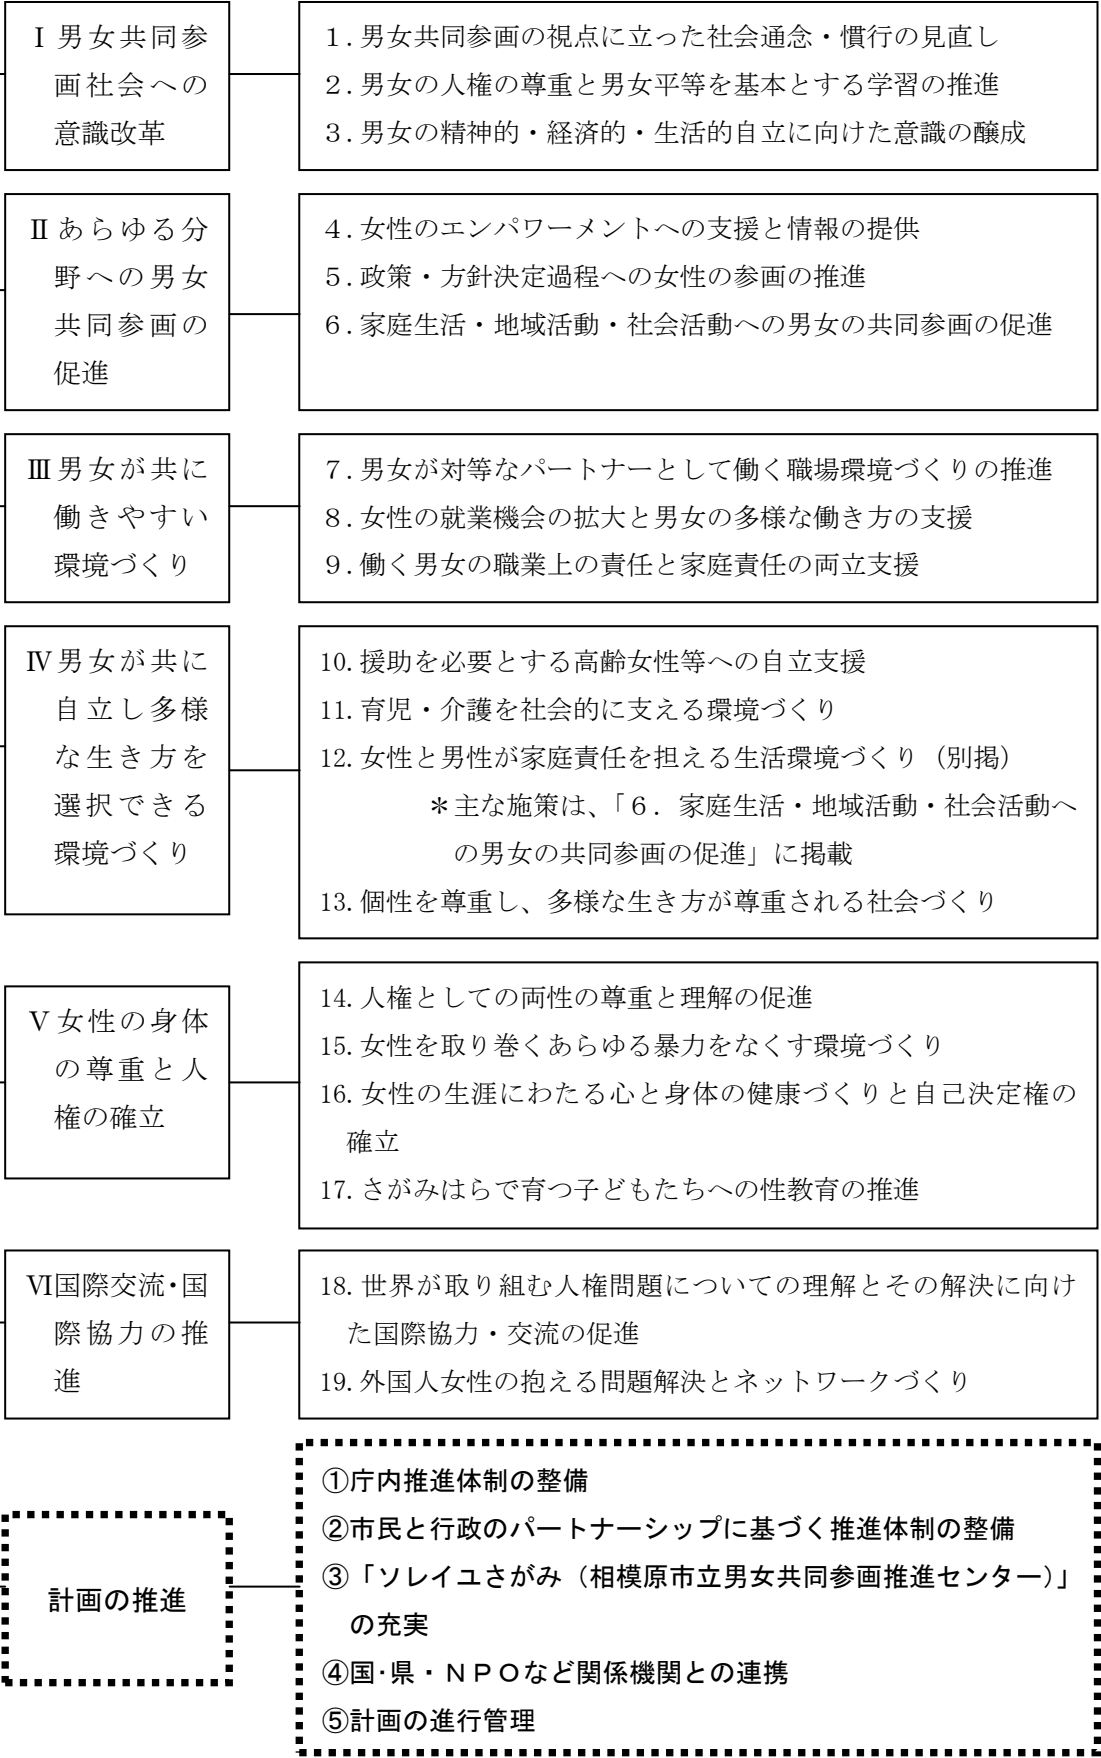 Ⅰ 男女共同参
画社会への
意識改革
１.男女共同参画の視点に立った社会通念・慣行の見直し
２.男女の人権の尊重と男女平等を基本とする学習の推進
３.男女の精神的・経済的・生活的自立に向けた意識の醸成
Ⅱ あらゆる分
野への男女
共同参画の
促進
４.女性のエンパワーメントへの支援と情報の提供
５.政策・方針決定過程への女性の参画の推進
６.家庭生活・地域活動・社会活動への男女の共同参画の促進
Ⅲ 男女が共に
働きやすい
環境づくり
７.男女が対等なパートナーとして働く職場環境づくりの推進
８.女性の就業機会の拡大と男女の多様な働き方の支援
９.働く男女の職業上の責任と家庭責任の両立支援
Ⅳ 男女が共に
自立し多様
な生き方を
選択できる
環境づくり
10.援助を必要とする高齢女性等への自立支援
11.育児・介護を社会的に支える環境づくり
12.女性と男性が家庭責任を担える生活環境づくり（別掲）
＊主な施策は、「６．家庭生活・地域活動・社会活動へ
の男女の共同参画の促進」に掲載
13.個性を尊重し、多様な生き方が尊重される社会づくり
Ⅴ 女性の身体
の尊重と人
権の確立
14.人権としての両性の尊重と理解の促進
15.女性を取り巻くあらゆる暴力をなくす環境づくり
16.女性の生涯にわたる心と身体の健康づくりと自己決定権の
確立
17.さがみはらで育つ子どもたちへの性教育の推進
Ⅵ国際交流・国
際協力の推
進
18.世界が取り組む人権問題についての理解とその解決に向け
た国際協力・交流の促進
19.外国人女性の抱える問題解決とネットワークづくり
計画の推進
①庁内推進体制の整備
②市民と行政のパートナーシップに基づく推進体制の整備
③「ソレイユさがみ（相模原市立男女共同参画推進センター）」
の充実
④国・県・ＮＰＯなど関係機関との連携
⑤計画の進行管理